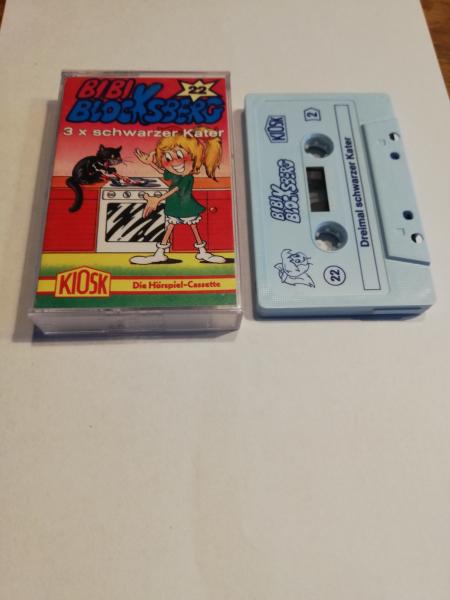 BIBI
BLOCKSBERG
22
3 x schwarzer Kater
KIOSK
Die Hörspiel-Cassette
KIOSK
2
BIBI
BLOCKSBERG
Dreimal schwarzer Kater
22